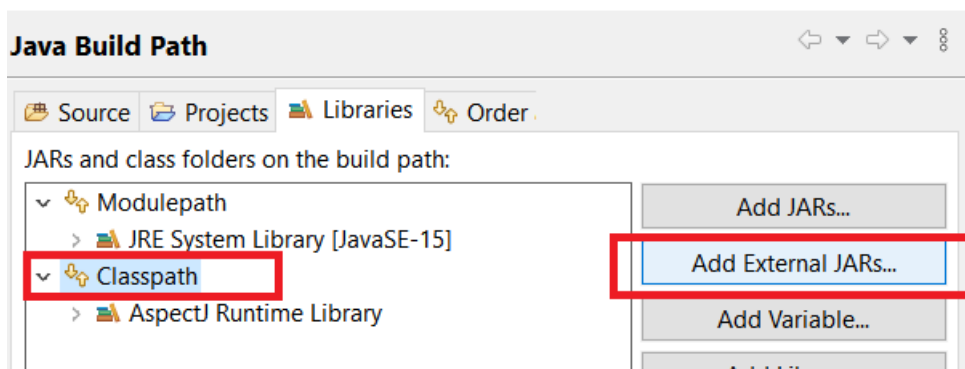 Java Build Path
Source Projects Libraries Order
JARs and class folders on the build path:
Modulepath
JRE System Library [JavaSE-15]
Classpath
AspectJ Runtime Library
Add JARs...
Add External JARs...
Add Variable...